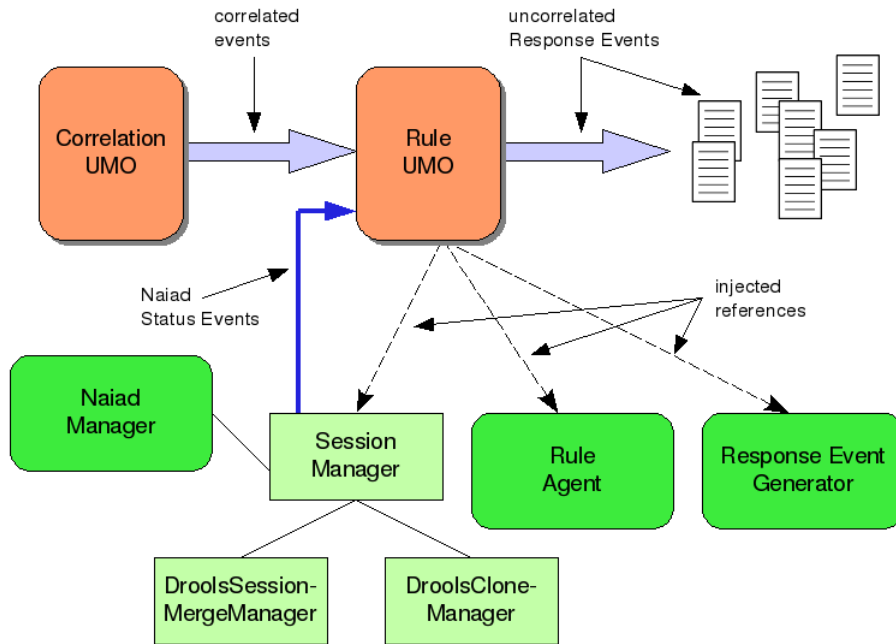 correlated
events
uncorrelated
Response Events
Correlation
UMO
Rule
UMO
Naiad
Status Events
injected
references
Naiad
Manager
Session
Manager
Rule
Agent
Response Event
Generator
DroolsSession-
MergeManager
DroolsClone-
Manager